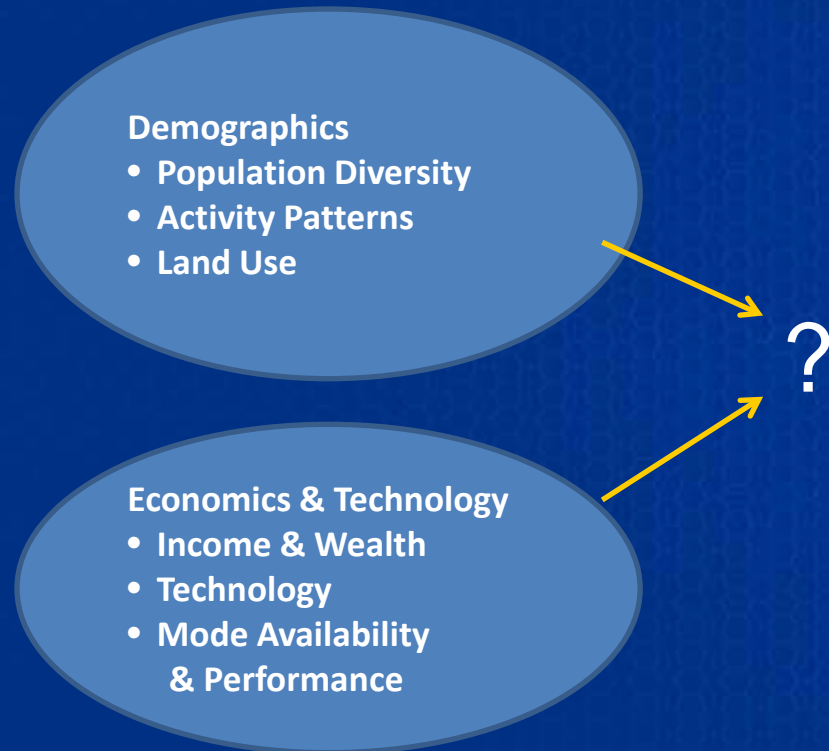 Demographics
• Population Diversity
• Activity Patterns
• Land Use
?
Economics & Technology
• Income & Wealth
• Technology
• Mode Availability
& Performance